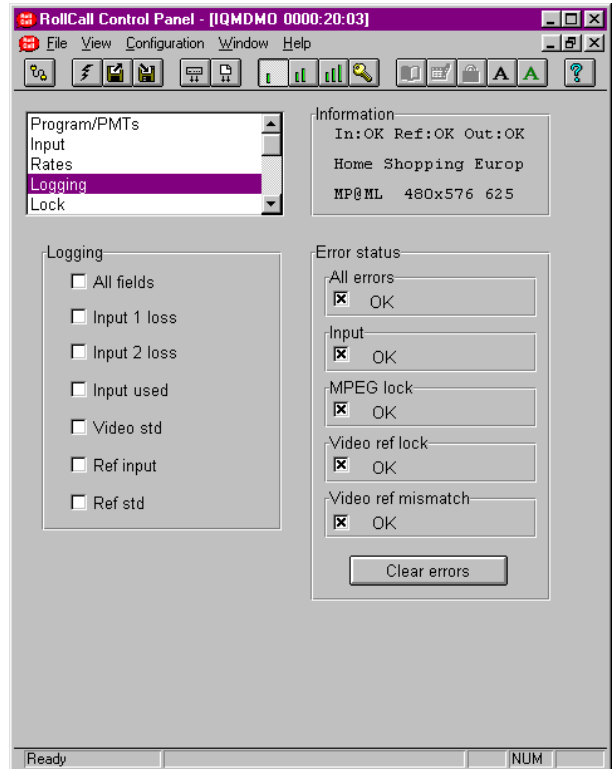 RollCall Control Panel - [IQMDMO 0000:20:03]
File View Configuration Window Help
A A ?
Program/PMTs
Input
Rates
Logging
Lock
Information
In:OK Ref:OK Out:OK
Home Shopping Europ
MP@ML 480x576 625
Logging
All fields
Input 1 loss
Input 2 loss
Input used
Video std
Ref input
Ref std
Error status
All errors
OK
Input
OK
MPEG lock
OK
Video ref lock
OK
Video ref mismatch
OK
Clear errors
Ready NUM